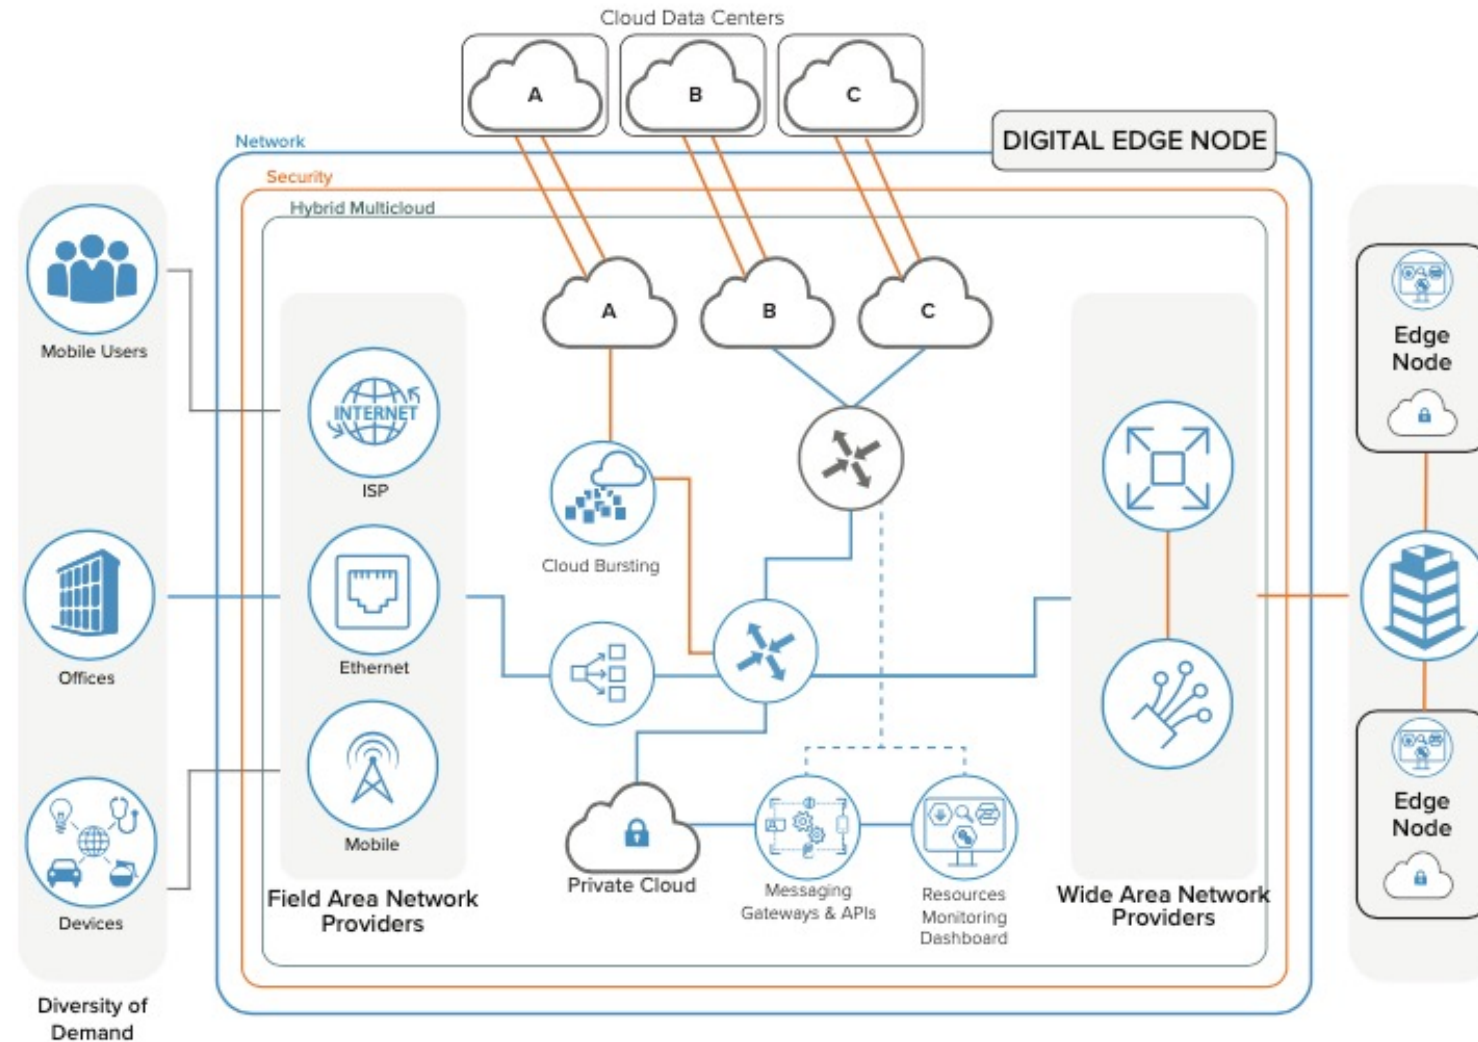 Cloud Data Centers
A
B
C
DIGITAL EDGE NODE
Network
Security
Hybrid Multicloud
Mobile Users
Offices
Devices
Diversity of
Demand
INTERNET
ISP
Ethernet
Mobile
Field Area Network
Providers
A
B
C
Cloud Bursting
Private Cloud
Messaging
Gateways & APIs
Resources
Monitoring
Dashboard
Wide Area Network
Providers
Edge
Node
Edge
Node